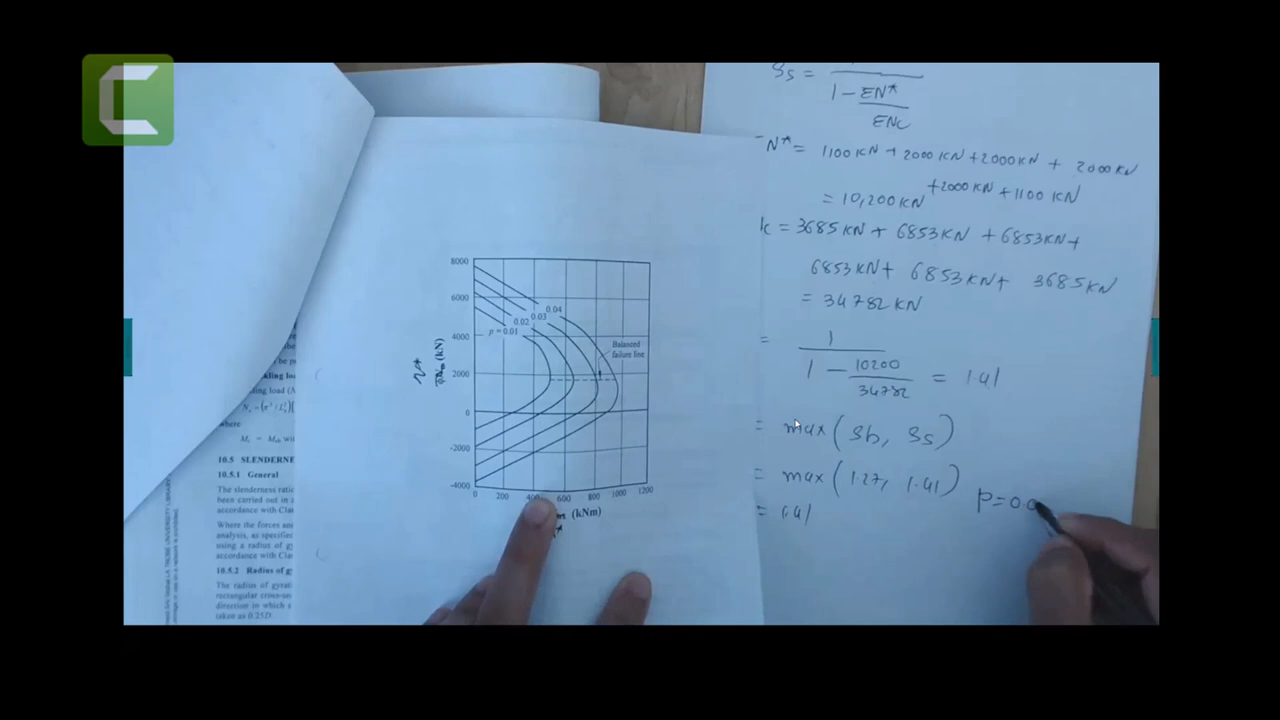 δs =
1 - ΣN*
ΣNc
N* = 1100 KN + 2000 KN + 2000 KN + 2000 KN
+ 2000 KN + 1100 KN
= 10,200 KN
= 3685 KN + 6853 KN + 6853 KN +
6853 KN + 6853 KN + 3685 KN
= 34782 KN
= 1
1 - 10200
34782
= 1.41
= max (δb, δs)
= max (1.27, 1.41)
= 1.41
P = 0.0
8000
6000
4000
2000
0
-2000
-4000
0 200 400 600 800 1000 1200
p = 0.01
0.02
0.03
0.04
Balanced
failure line
N*
(kN)
(kNm)
where
10.5 SLENDERNE
10.5.1 General
The slenderness ratio
been carried out in a
accordance with Clau
Where the forces an
analysis, as specified
using a radius of gy
accordance with Clau
10.5.2 Radius of g
The radius of gyrati
rectangular cross-sec
direction in which s
taken as 0.25D.